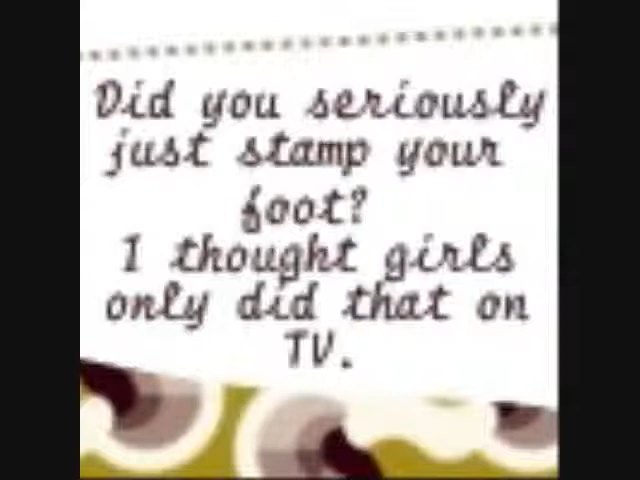 Did you seriously
just stamp your
foot?
I thought girls
only did that on
TV.